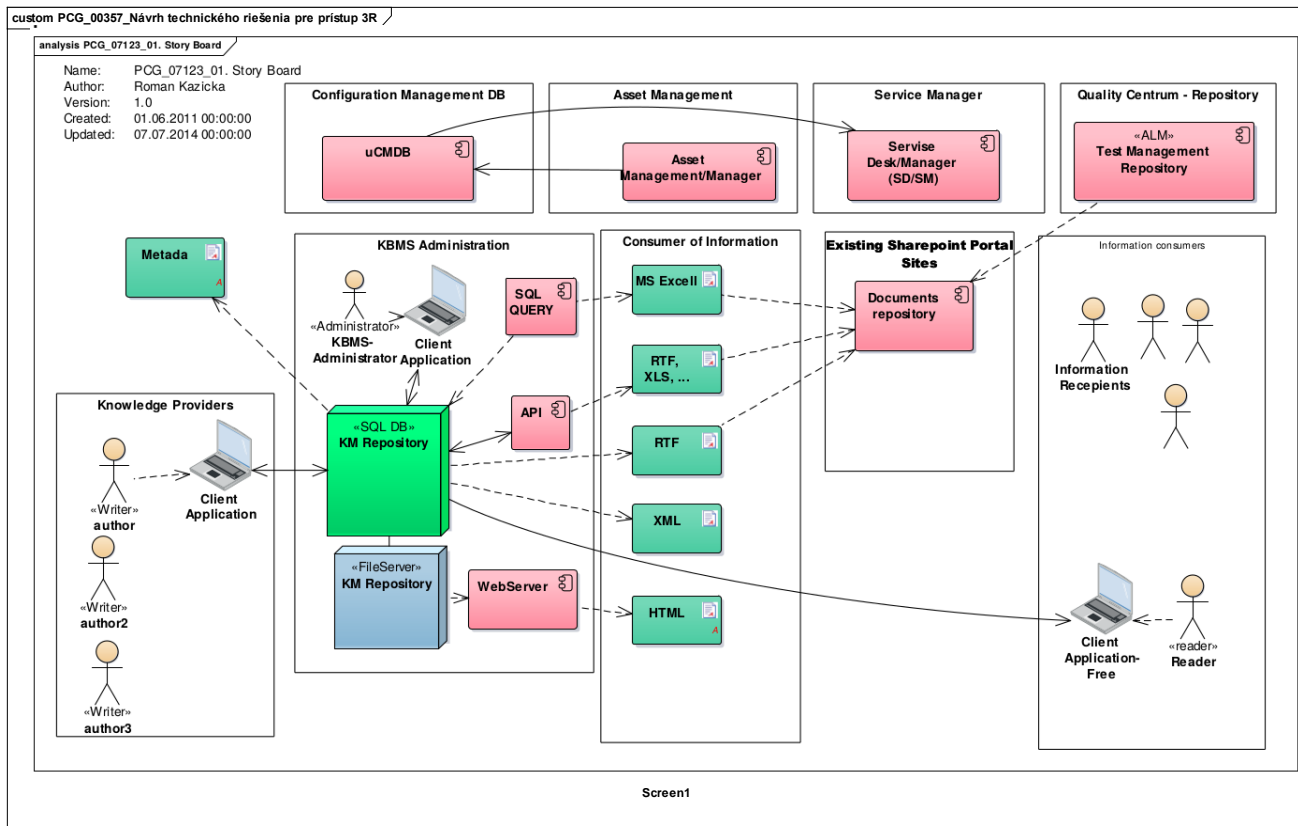 custom PCG_00357_Návrh technického riešenia pre prístup 3R
analysis PCG_07123_01. Story Board
Name: PCG_07123_01. Story Board
Author: Roman Kazicka
Version: 1.0
Created: 01.06.2011 00:00:00
Updated: 07.07.2014 00:00:00
Configuration Management DB
uCMDB
Asset Management
Asset
Management/Manager
Service Manager
Servise
Desk/Manager
(SD/SM)
Quality Centrum - Repository
«ALM»
Test Management
Repository
Metada
A
KBMS Administration
«Administrator»
KBMS-
Administrator
Client
Application
SQL
QUERY
API
«SQL DB»
KM Repository
«FileServer»
KM Repository
WebServer
Knowledge Providers
«Writer»
author
Client
Application
«Writer»
author2
«Writer»
author3
Consumer of Information
MS Excell
RTF,
XLS, ...
RTF
XML
HTML
A
Existing Sharepoint Portal
Sites
Documents
repository
Information consumers
Information
Recepients
Client
Application-
Free
«reader»
Reader
Screen1